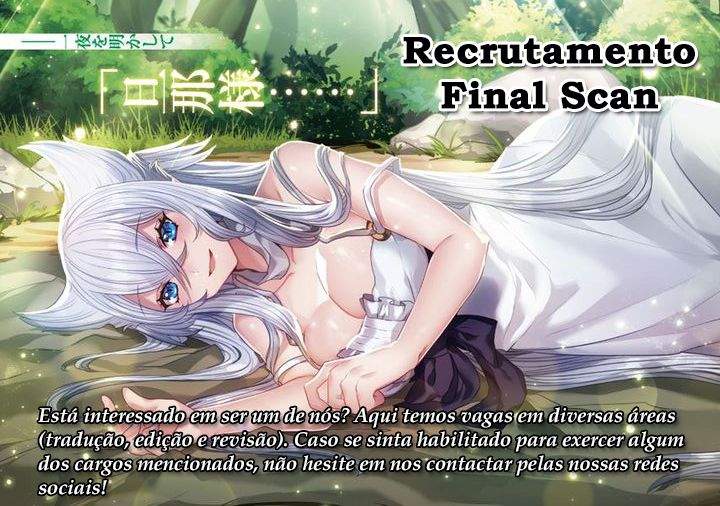 Recrutamento
Final Scan
一夜を明かして
「旦那様……」
Está interessado em ser um de nós? Aqui temos vagas em diversas áreas
(tradução, edição e revisão). Caso se sinta habilitado para exercer algum
dos cargos mencionados, não hesite em nos contactar pelas nossas redes
sociais!